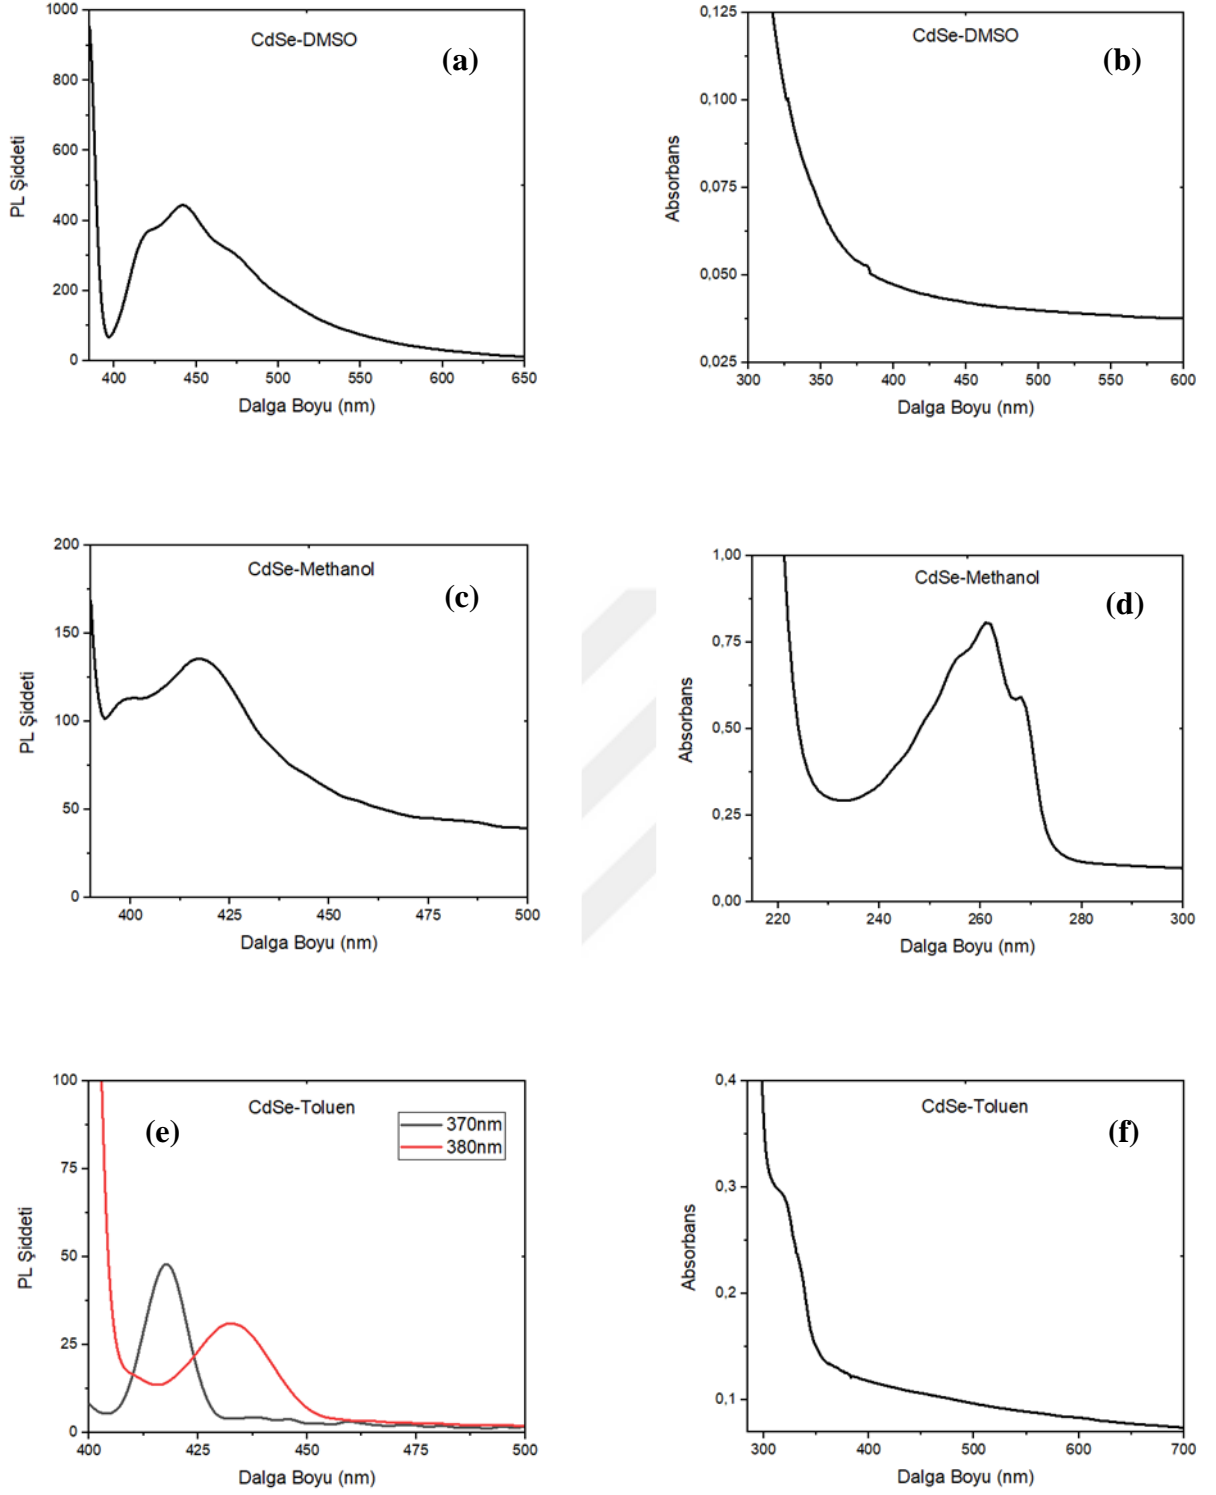 CdSe-DMSO
(a)
PL Şiddeti
1000
800
600
400
200
0
400 450 500 550 600 650
Dalga Boyu (nm)
CdSe-DMSO
(b)
Absorbans
0,125
0,100
0,075
0,050
0,025
300 350 400 450 500 550 600
Dalga Boyu (nm)
CdSe-Methanol
(c)
PL Şiddeti
200
150
100
50
0
400 425 450 475 500
Dalga Boyu (nm)
CdSe-Methanol
(d)
Absorbans
1,00
0,75
0,50
0,25
0,00
220 240 260 280 300
Dalga Boyu (nm)
CdSe-Toluen
(e)
370nm
380nm
PL Şiddeti
100
75
50
25
0
400 425 450 475 500
Dalga Boyu (nm)
CdSe-Toluen
(f)
Absorbans
0,4
0,3
0,2
0,1
300 400 500 600 700
Dalga Boyu (nm)